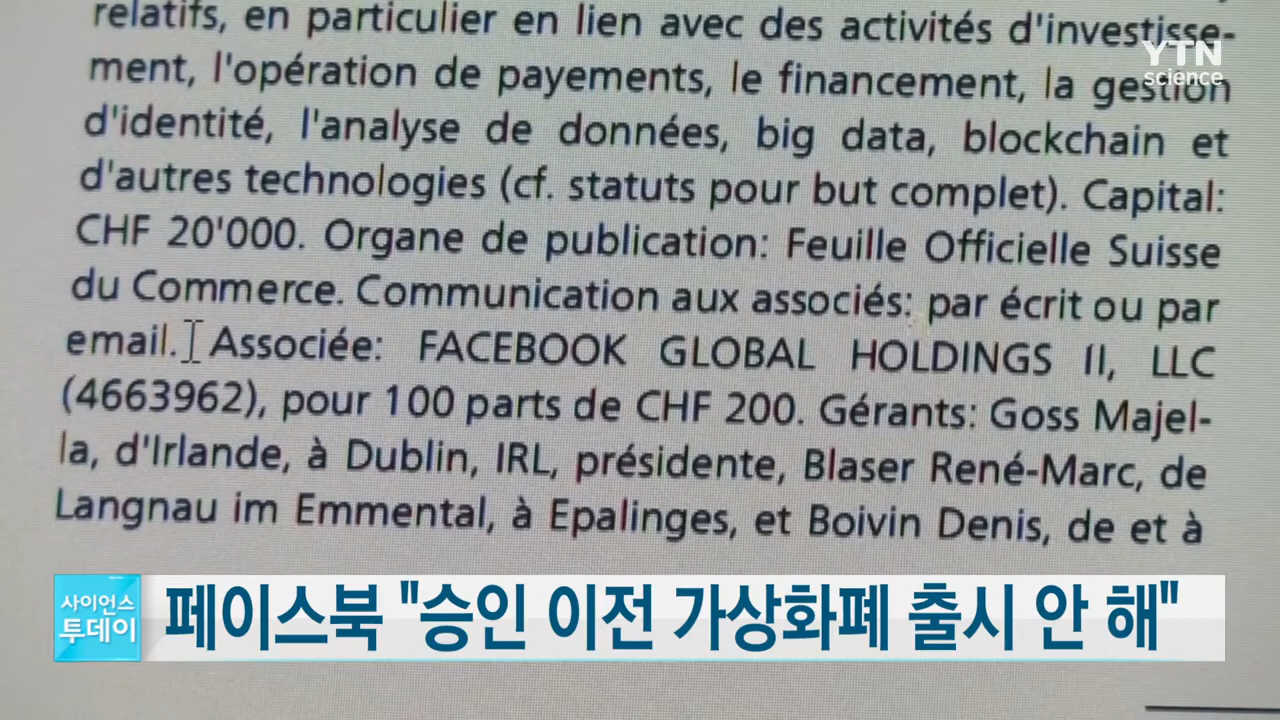 relatifs, en particulier en lien avec des activités d'investisse-
YTN
science
ment, l'opération de payements, le financement, la gestion
d'identité, l'analyse de données, big data, blockchain et
d'autres technologies (cf. statuts pour but complet). Capital:
CHF 20'000. Organe de publication: Feuille Officielle Suisse
du Commerce. Communication aux associés: par écrit ou par
email. Associée: FACEBOOK GLOBAL HOLDINGS II, LLC
(4663962), pour 100 parts de CHF 200. Gérants: Goss Majel-
la, d'Irlande, à Dublin, IRL, présidente, Blaser René-Marc, de
Langnau im Emmental, à Epalinges, et Boivin Denis, de et à
사이언스
투데이
페이스북 "승인 이전 가상화폐 출시 안 해"